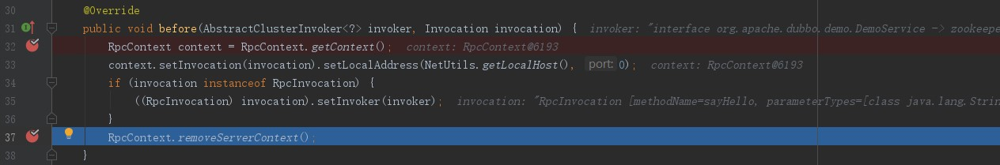 30 @Override
31 public void before(AbstractClusterInvoker<?> invoker, Invocation invocation) { invoker: "interface org.apache.dubbo.demo.DemoService -> zookeepe
32 RpcContext context = RpcContext.getContext(); context: RpcContext@6193
33 context.setInvocation(invocation).setLocalAddress(NetUtils.getLocalHost(), port: 0); context: RpcContext@6193
34 if (invocation instanceof RpcInvocation) {
35 ((RpcInvocation) invocation).setInvoker(invoker); invocation: "RpcInvocation [methodName=sayHello, parameterTypes=[class java.lang.Strin
36 }
37 RpcContext.removeServerContext();
38 }